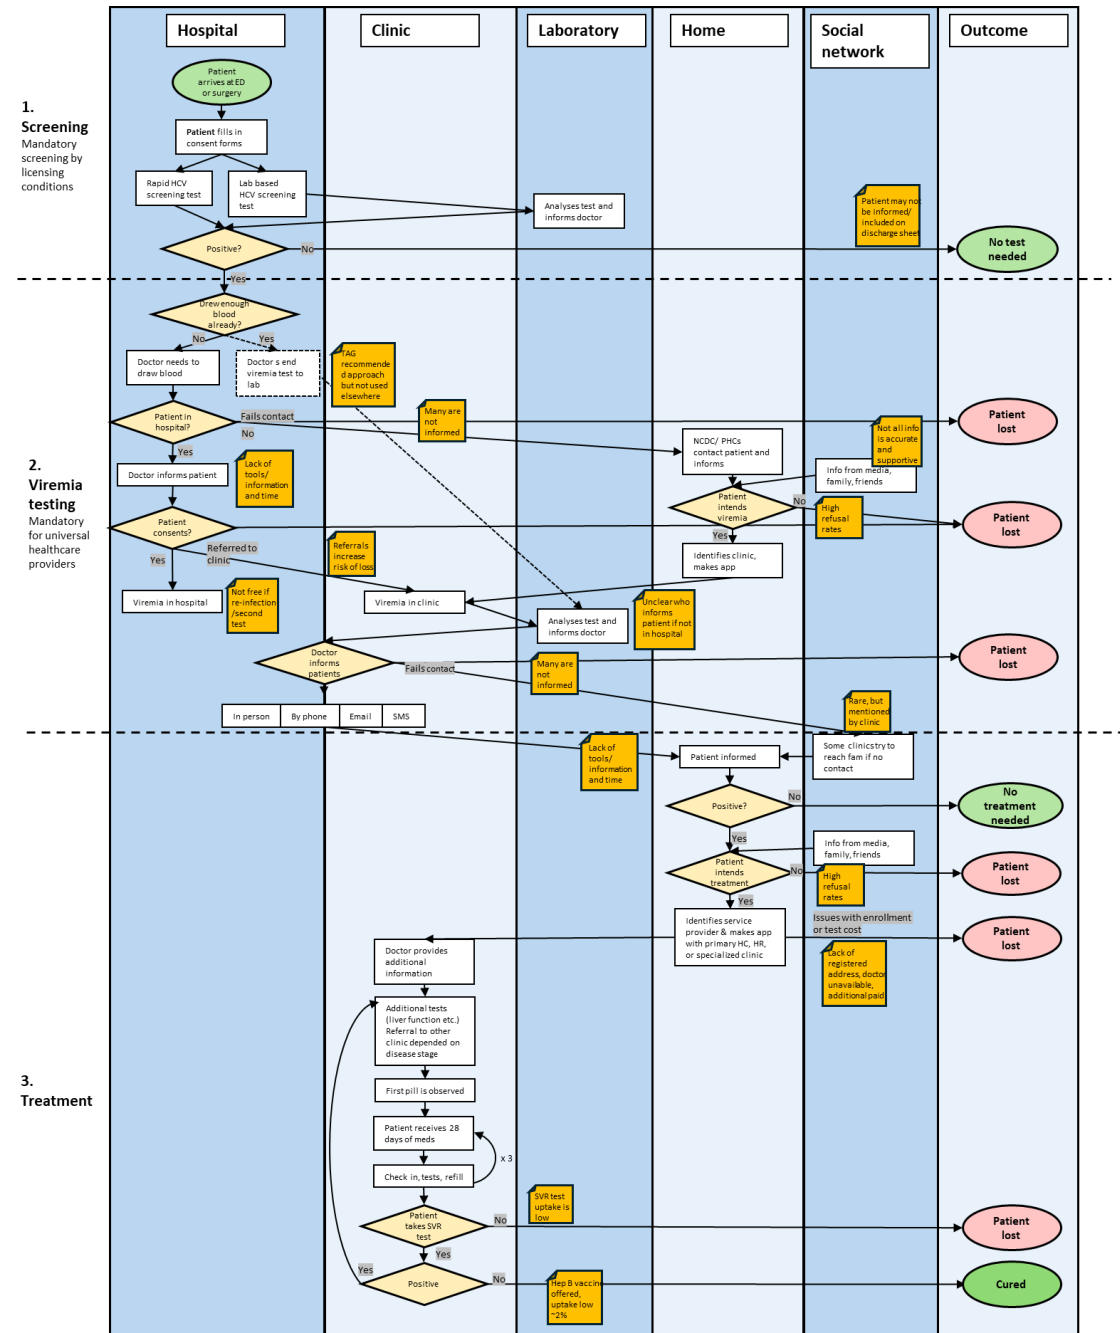 Hospital
Clinic
Laboratory
Home
Social
network
Outcome
1.
Screening
Mandatory
screening by
licensing
conditions
Patient
arrives at ED
or surgery
Patient fills in
consent forms
Rapid HCV
screening test
Lab based
HCV screening
test
Analyses test and
informs doctor
Patient may not
be informed/
included on
discharge sheet
Positive?
No
No test
needed
Yes
Drew enough
blood
already?
No
Yes
Doctor needs to
draw blood
Doctor s end
viremia test to
lab
TAG
recommende
d approach
but not used
elsewhere
2.
Viremia
testing
Mandatory
for universal
healthcare
providers
Patient in
hospital?
Fails contact
No
Many are
not
informed
Patient
lost
Yes
NCDC/ PHCs
contact patient and
informs
Not all info
is accurate
and
supportive
Doctor informs patient
Lack of
tools/
information
and time
Info from media,
family, friends
Patient
intends
viremia
No
High
refusal
rates
Patient
lost
Patient
consents?
Yes
Referred to
clinic
Referrals
increase
risk of loss
Yes
Identifies clinic,
makes app
Viremia in hospital
Not free if
re-infection
/second
test
Viremia in clinic
Analyses test and
informs doctor
Unclear who
informs
patient if not
in hospital
Doctor
informs
patients
Fails contact
Many are
not
informed
Patient
lost
Rare, but
mentioned
by clinic
In person
By phone
Email
SMS
Lack of
tools/
information
and time
Patient informed
Some clinics try to
reach fam if no
contact
Positive?
No
No
treatment
needed
Yes
Info from media,
family, friends
Patient
intends
treatment
No
High
refusal
rates
Patient
lost
Yes
Identifies service
provider & makes app
with primary HC, HR,
or specialized clinic
Issues with enrollment
or test cost
Patient
lost
Lack of
registered
address, doctor
unavailable,
additional paid
3.
Treatment
Doctor provides
additional
information
Additional tests
(liver function etc.)
Referral to other
clinic depended on
disease stage
First pill is observed
Patient receives 28
days of meds
x 3
Check in, tests, refill
Patient
takes SVR
test
No
SVR test
uptake is
low
Patient
lost
Yes
Yes
Positive
No
Hep B vaccine
offered,
uptake low
~2%
Cured